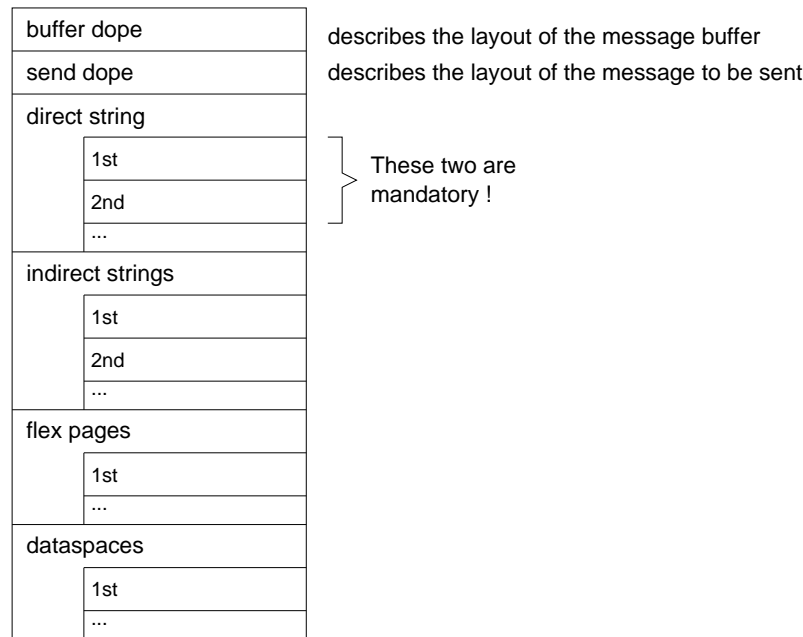 buffer dope
describes the layout of the message buffer
send dope
describes the layout of the message to be sent
direct string
1st
2nd
...
These two are
mandatory !
indirect strings
1st
2nd
...
flex pages
1st
...
dataspaces
1st
...